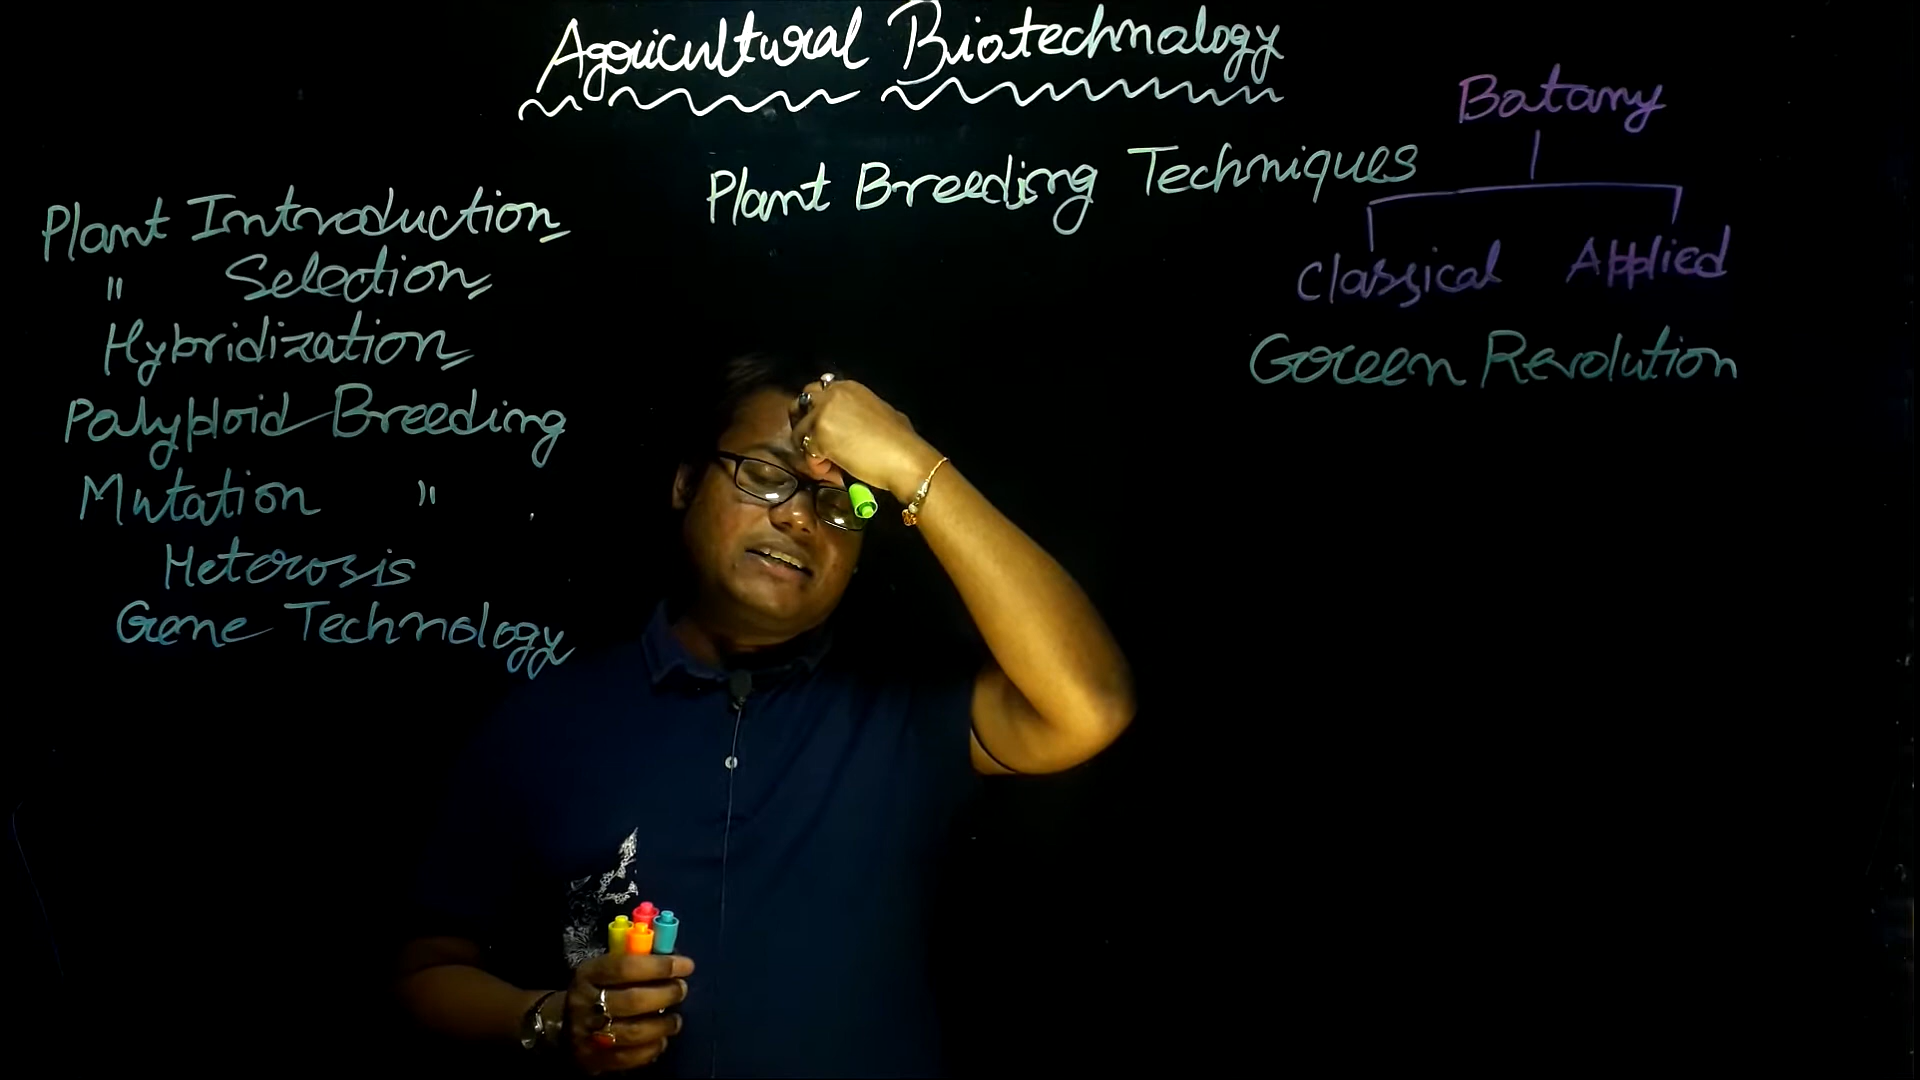 Agricultural Biotechnology
Plant Breeding Techniques
Plant Introduction
" Selection
Hybridization
Polyploid Breeding
Mutation "
Heterosis
Gene Technology
Botany
Classical Applied
Green Revolution